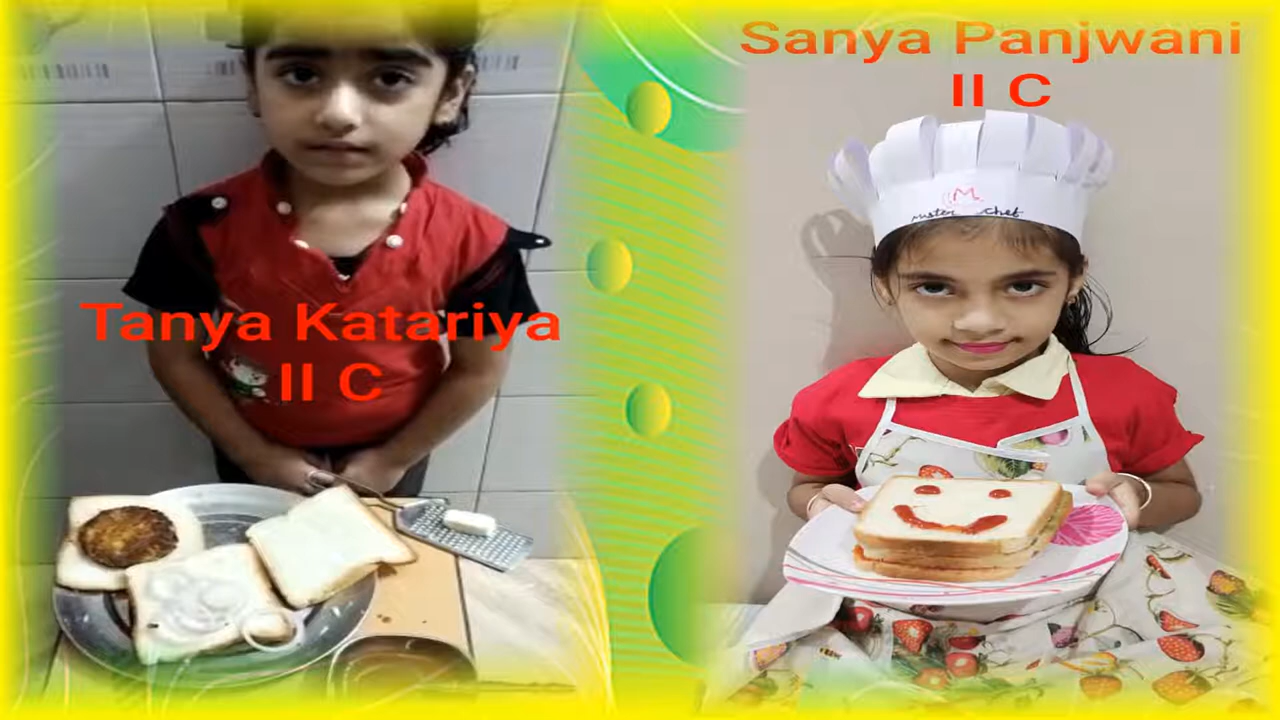 Tanya Katariya
II C
Sanya Panjwani
II C
M
Master Chef